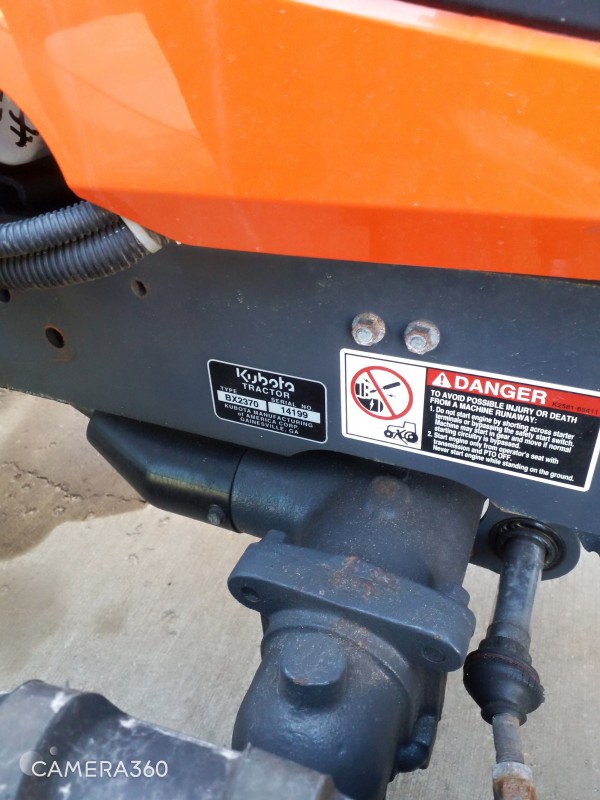 Kubota
TRACTOR
TYPE SERIAL NO.
BX2370 14199
KUBOTA MANUFACTURING
of AMERICA CORP.
GAINESVILLE, GA
DANGER
K2581-6541
TO AVOID POSSIBLE INJURY OR DEATH
FROM A MACHINE RUNAWAY:
1. Do not start engine by shorting across starter
terminals or bypassing the safety start switch.
Machine may start in gear and move if normal
starting circuitry is bypassed.
2. Start engine only from operator's seat with
transmission and PTO OFF.
Never start engine while standing on the ground.
CAMERA360